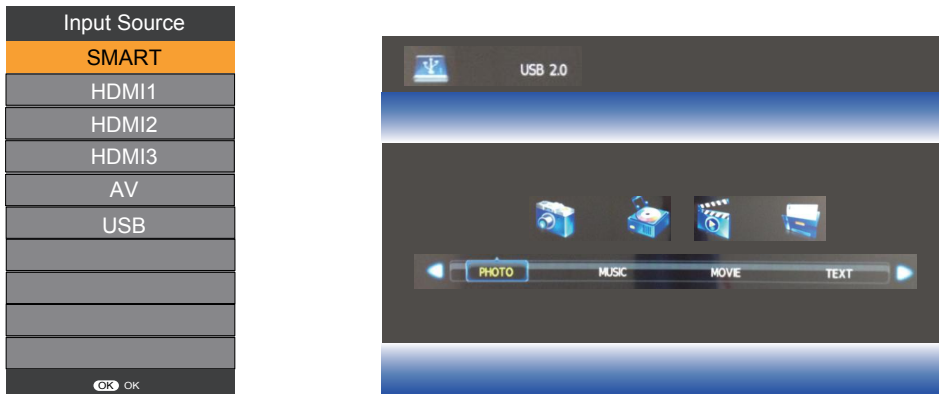 Input Source
SMART
HDMI1
HDMI2
HDMI3
AV
USB
OK OK
USB 2.0
PHOTO MUSIC MOVIE TEXT